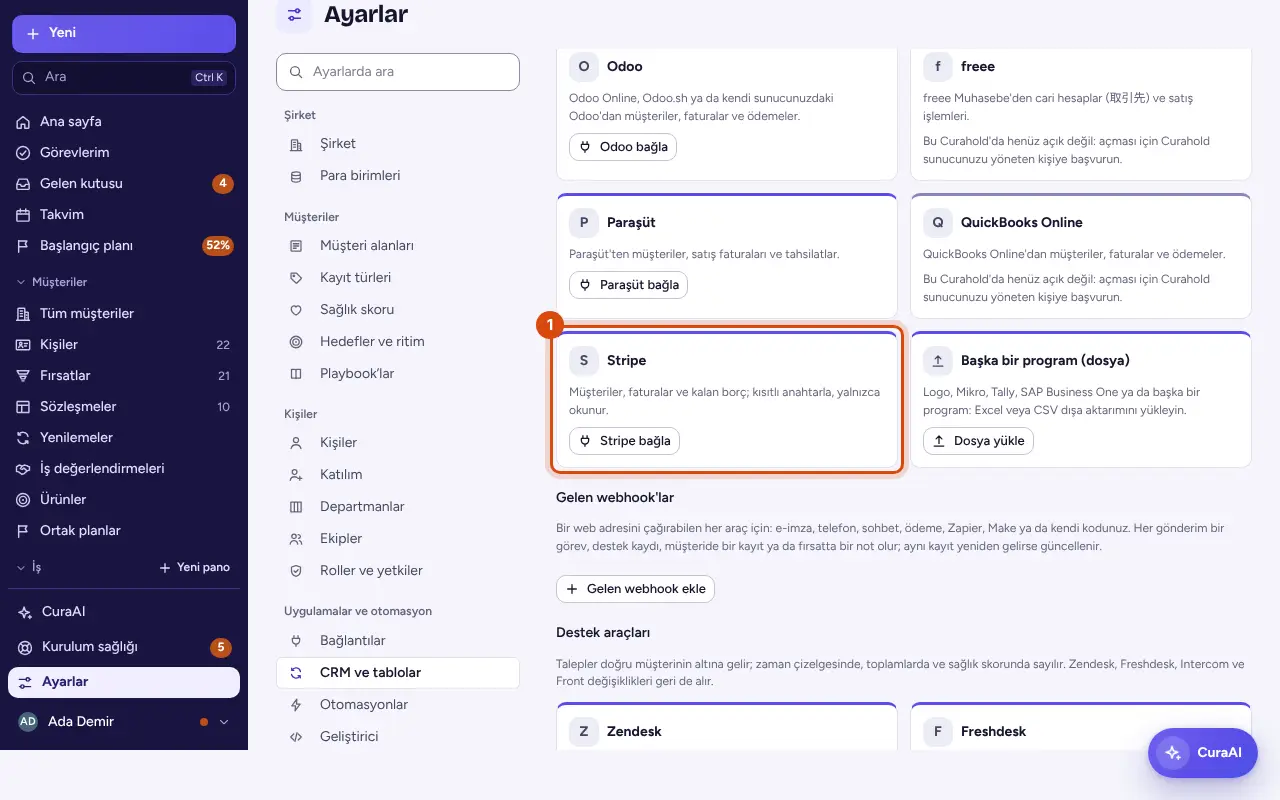 Yeni
Ara
Ctrl K
Ana sayfa
Görevlerim
Gelen kutusu
4
Takvim
Başlangıç planı
52%
Müşteriler
Tüm müşteriler
Kişiler
22
Fırsatlar
21
Sözleşmeler
10
Yenilemeler
İş değerlendirmeleri
Ürünler
Ortak planlar
İş
Yeni pano
CuraAI
Kurulum sağlığı
5
Ayarlar
AD
Ada Demir
Ayarlar
Ayarlarda ara
Şirket
Şirket
Para birimleri
Müşteriler
Müşteri alanları
Kayıt türleri
Sağlık skoru
Hedefler ve ritim
Playbook'lar
Kişiler
Kişiler
Katılım
Departmanlar
Ekipler
Roller ve yetkiler
Uygulamalar ve otomasyon
Bağlantılar
CRM ve tablolar
Otomasyonlar
Geliştirici
O
Odoo
Odoo Online, Odoo.sh ya da kendi sunucunuzdaki
Odoo'dan müşteriler, faturalar ve ödemeler.
Odoo bağla
f
freee
freee Muhasebe'den cari hesaplar (取引先) ve satış
işlemleri.
Bu Curahold'da henüz açık değil: açması için Curahold
sunucunuzu yöneten kişiye başvurun.
P
Paraşüt
Paraşüt'ten müşteriler, satış faturaları ve tahsilatlar.
Paraşüt bağla
Q
QuickBooks Online
QuickBooks Online'dan müşteriler, faturalar ve ödemeler.
Bu Curahold'da henüz açık değil: açması için Curahold
sunucunuzu yöneten kişiye başvurun.
1
S
Stripe
Müşteriler, faturalar ve kalan borç; kısıtlı anahtarla, yalnızca
okunur.
Stripe bağla
Başka bir program (dosya)
Logo, Mikro, Tally, SAP Business One ya da başka bir
program: Excel veya CSV dışa aktarımını yükleyin.
Dosya yükle
Gelen webhook'lar
Bir web adresini çağırabilen her araç için: e-imza, telefon, sohbet, ödeme, Zapier, Make ya da kendi kodunuz. Her gönderim bir
görev, destek kaydı, müşteride bir kayıt ya da fırsatta bir not olur; aynı kayıt yeniden gelirse güncellenir.
Gelen webhook ekle
Destek araçları
Talepler doğru müşterinin altına gelir; zaman çizelgesinde, toplamlarda ve sağlık skorunda sayılır. Zendesk, Freshdesk, Intercom ve
Front değişiklikleri geri de alır.
Z
Zendesk
F
Freshdesk
CuraAI